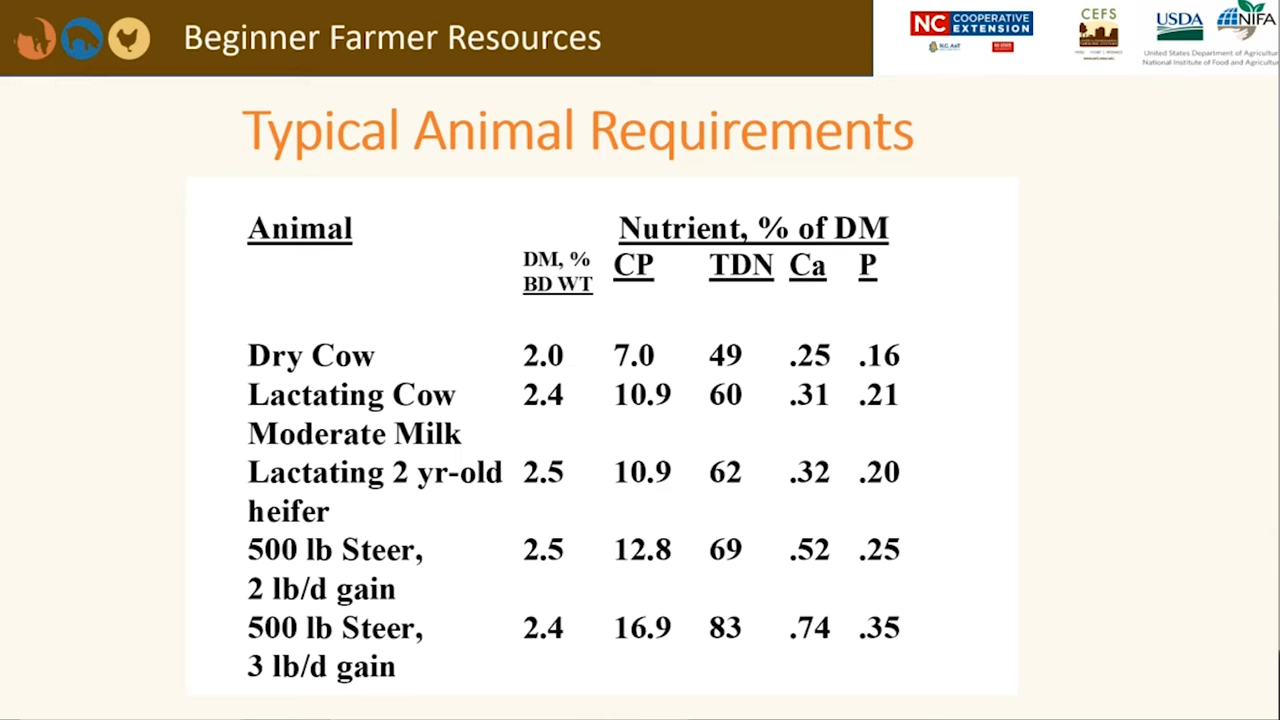 Beginner Farmer Resources
NC COOPERATIVE
EXTENSION
CEFS
USDA
NIFA
United States Department of Agricultur
National Institute of Food and Agricultur
Typical Animal Requirements
Animal Nutrient, % of DM
DM, % CP TDN Ca P
BD WT
Dry Cow 2.0 7.0 49 .25 .16
Lactating Cow 2.4 10.9 60 .31 .21
Moderate Milk
Lactating 2 yr-old 2.5 10.9 62 .32 .20
heifer
500 lb Steer, 2.5 12.8 69 .52 .25
2 lb/d gain
500 lb Steer, 2.4 16.9 83 .74 .35
3 lb/d gain